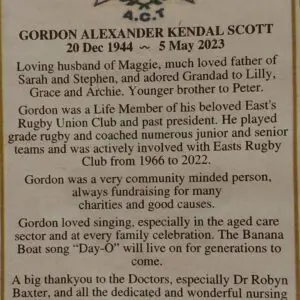 A.C.T
GORDON ALEXANDER KENDAL SCOTT
20 Dec 1944 ~ 5 May 2023
Loving husband of Maggie, much loved father of
Sarah and Stephen, and adored Grandad to Lilly,
Grace and Archie. Younger brother to Peter.
Gordon was a Life Member of his beloved East's
Rugby Union Club and past president. He played
grade rugby and coached numerous junior and senior
teams and was actively involved with Easts Rugby
Club from 1966 to 2022.
Gordon was a very community minded person,
always fundraising for many
charities and good causes.
Gordon loved singing, especially in the aged care
sector and at every family celebration. The Banana
Boat song “Day-O” will live on for generations to
come.
A big thankyou to the Doctors, especially Dr Robyn
Baxter, and all the dedicated and wonderful nursing